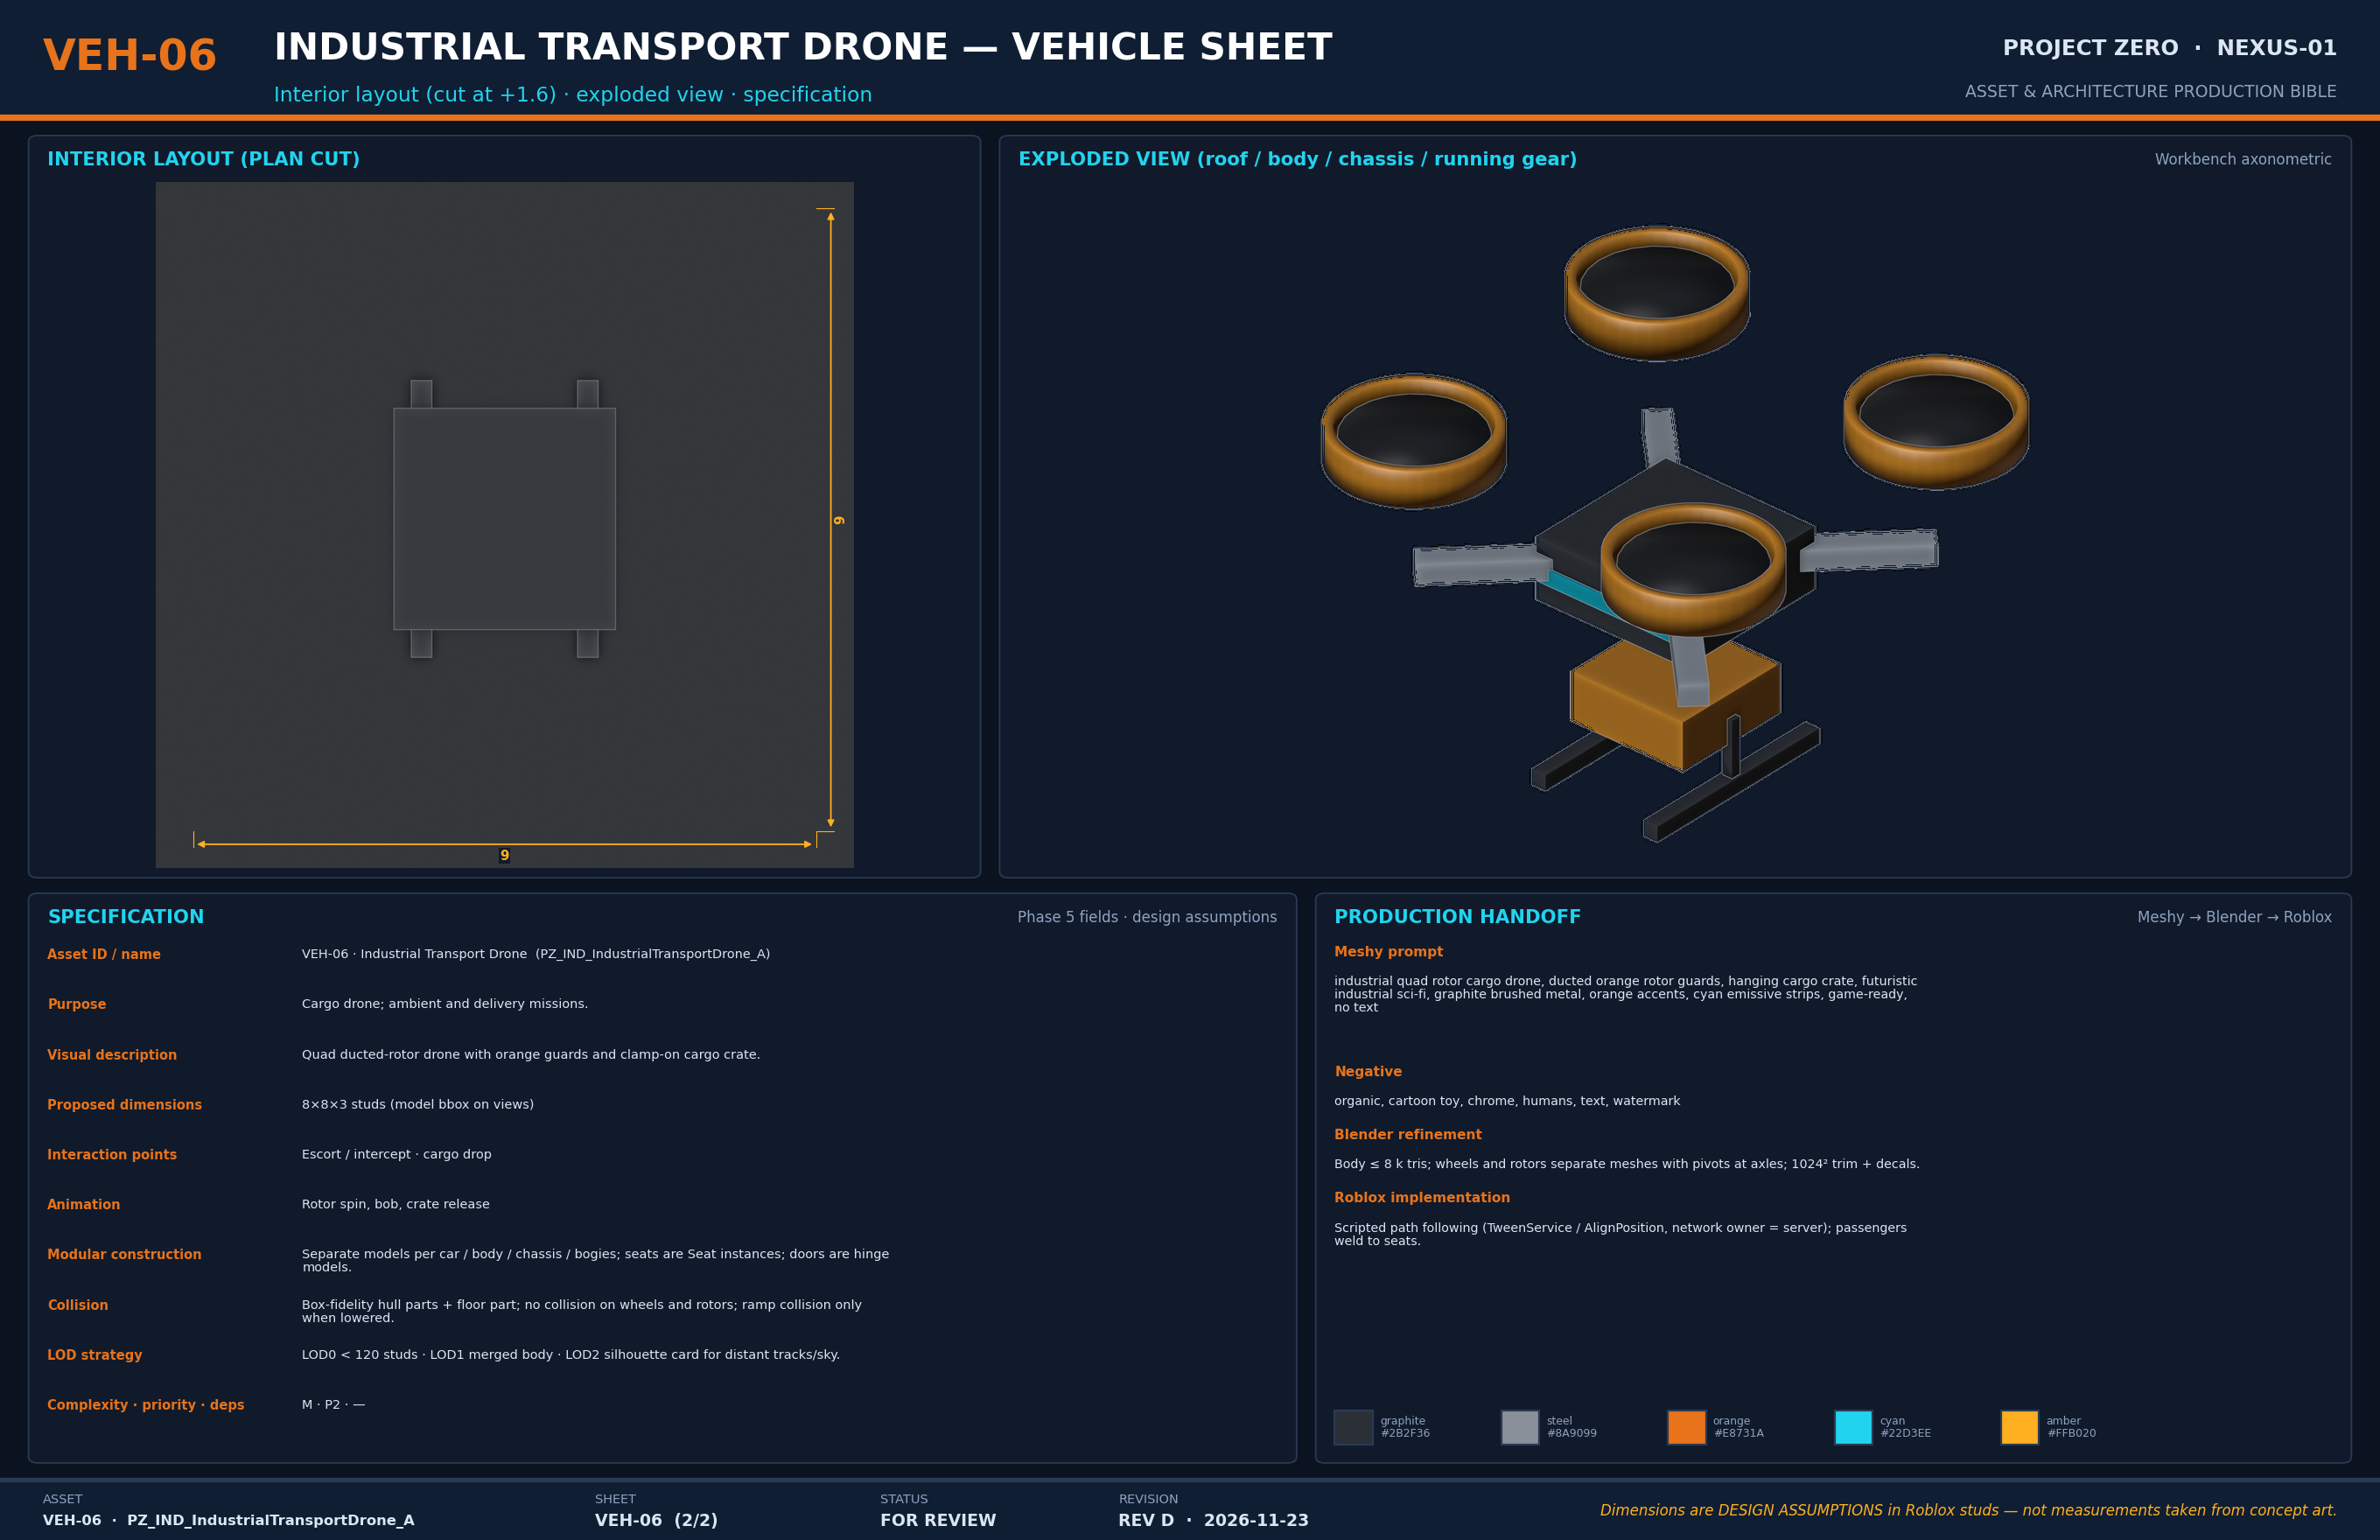 VEH-06
INDUSTRIAL TRANSPORT DRONE — VEHICLE SHEET
Interior layout (cut at +1.6) · exploded view · specification
PROJECT ZERO · NEXUS-01
ASSET & ARCHITECTURE PRODUCTION BIBLE
INTERIOR LAYOUT (PLAN CUT)
9
9
EXPLODED VIEW (roof / body / chassis / running gear)
Workbench axonometric
SPECIFICATION
Phase 5 fields · design assumptions
Asset ID / name
VEH-06 · Industrial Transport Drone (PZ_IND_IndustrialTransportDrone_A)
Purpose
Cargo drone; ambient and delivery missions.
Visual description
Quad ducted-rotor drone with orange guards and clamp-on cargo crate.
Proposed dimensions
8×8×3 studs (model bbox on views)
Interaction points
Escort / intercept · cargo drop
Animation
Rotor spin, bob, crate release
Modular construction
Separate models per car / body / chassis / bogies; seats are Seat instances; doors are hinge
models.
Collision
Box-fidelity hull parts + floor part; no collision on wheels and rotors; ramp collision only
when lowered.
LOD strategy
LOD0 < 120 studs · LOD1 merged body · LOD2 silhouette card for distant tracks/sky.
Complexity · priority · deps
M · P2 · —
PRODUCTION HANDOFF
Meshy → Blender → Roblox
Meshy prompt
industrial quad rotor cargo drone, ducted orange rotor guards, hanging cargo crate, futuristic
industrial sci-fi, graphite brushed metal, orange accents, cyan emissive strips, game-ready,
no text
Negative
organic, cartoon toy, chrome, humans, text, watermark
Blender refinement
Body ≤ 8 k tris; wheels and rotors separate meshes with pivots at axles; 1024² trim + decals.
Roblox implementation
Scripted path following (TweenService / AlignPosition, network owner = server); passengers
weld to seats.
graphite
#2B2F36
steel
#8A9099
orange
#E8731A
cyan
#22D3EE
amber
#FFB020
ASSET
VEH-06 · PZ_IND_IndustrialTransportDrone_A
SHEET
VEH-06 (2/2)
STATUS
FOR REVIEW
REVISION
REV D · 2026-11-23
Dimensions are DESIGN ASSUMPTIONS in Roblox studs — not measurements taken from concept art.